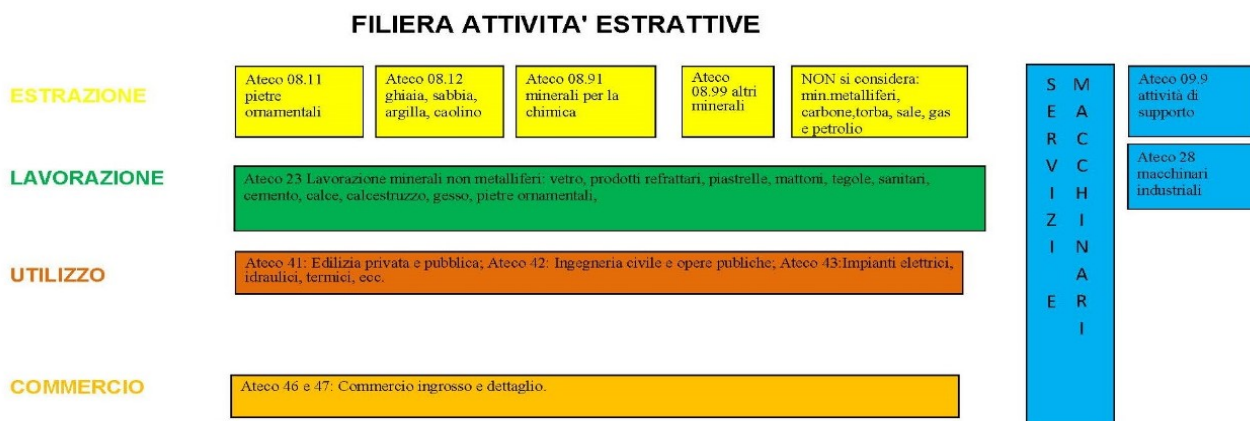 FILIERA ATTIVITA' ESTRATTIVE
ESTRAZIONE
Ateco 08.11
pietre
ornamentali
Ateco 08.12
ghiaia, sabbia,
argilla, caolino
Ateco 08.91
minerali per la
chimica
Ateco
08.99 altri
minerali
NON si considera:
min.metalliferi,
carbone,torba, sale, gas
e petrolio
LAVORAZIONE
Ateco 23 Lavorazione minerali non metalliferi: vetro, prodotti refrattari, piastrelle, mattoni, tegole, sanitari,
cemento, calce, calcestruzzo, gesso, pietre ornamentali,
UTILIZZO
Ateco 41: Edilizia privata e pubblica; Ateco 42: Ingegneria civile e opere publiche; Ateco 43:Impianti elettrici,
idraulici, termici, ecc.
COMMERCIO
Ateco 46 e 47: Commercio ingrosso e dettaglio.
SERVIZI E
MACCHINARI
Ateco 09.9
attività di
supporto
Ateco 28
macchinari
industriali